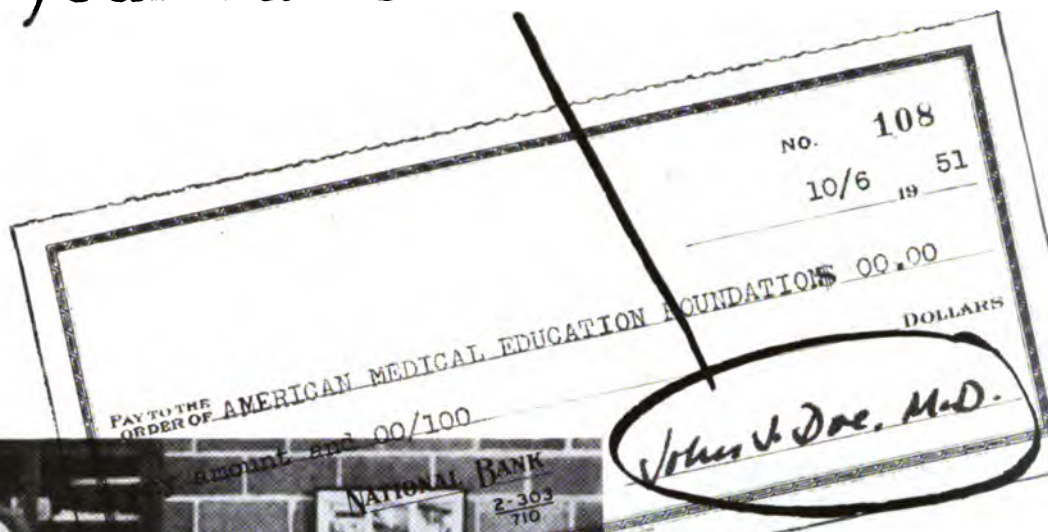 NO. 108
10/6 19 51
PAY TO THE
ORDER OF AMERICAN MEDICAL EDUCATION FOUNDATION$ 00.00
amount and 00/100 DOLLARS
NATIONAL BANK
2-303
710
John J. Doe, M.D.